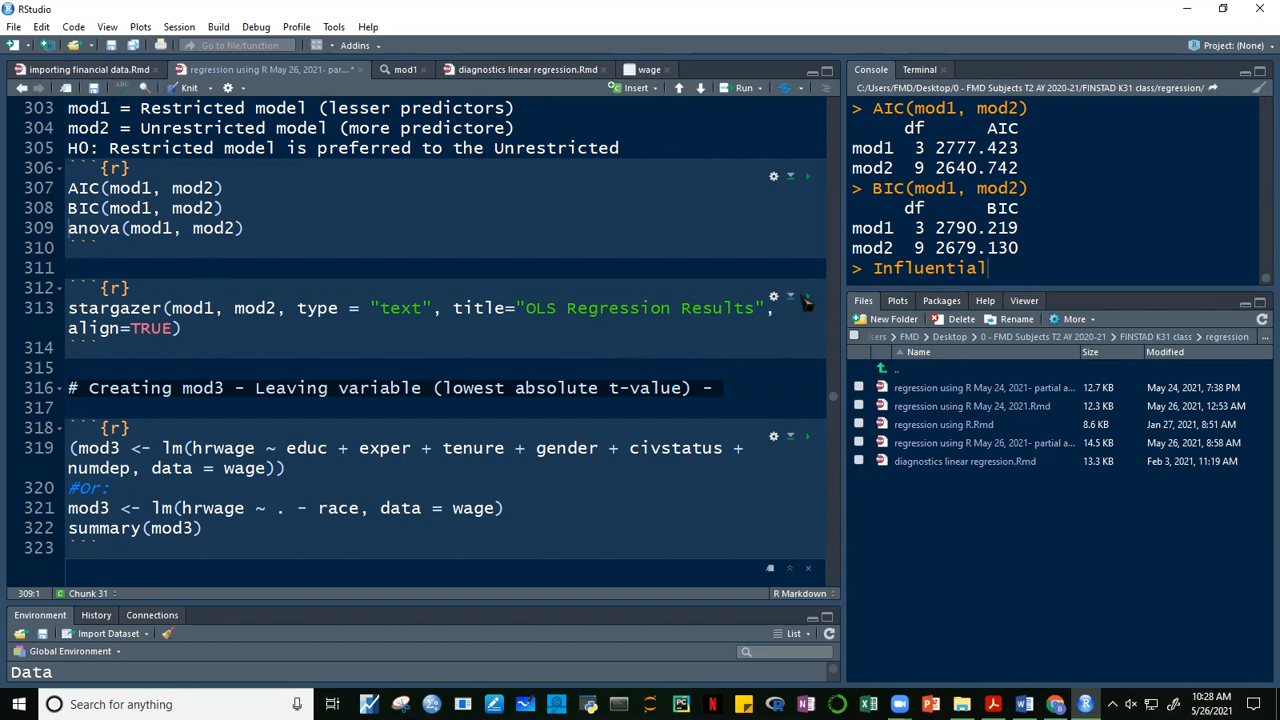 RStudio
File Edit Code View Plots Session Build Debug Profile Tools Help
Go to file/function Addins Project: (None)
importing financial data.Rmd regression using R May 26, 2021- part...* mod1 diagnostics linear regression.Rmd wage
Knit Insert Run
303 mod1 = Restricted model (lesser predictors)
304 mod2 = Unrestricted model (more predictore)
305 H0: Restricted model is preferred to the Unrestricted
306 ```{r}
307 AIC(mod1, mod2)
308 BIC(mod1, mod2)
309 anova(mod1, mod2)
310 ```
311
312 ```{r}
313 stargazer(mod1, mod2, type = "text", title="OLS Regression Results",
align=TRUE)
314 ```
315
316 # Creating mod3 - Leaving variable (lowest absolute t-value) -
317
318 ```{r}
319 (mod3 <- lm(hrwage ~ educ + exper + tenure + gender + civstatus +
numdep, data = wage))
320 #Or:
321 mod3 <- lm(hrwage ~ . - race, data = wage)
322 summary(mod3)
323 ```
309:1 Chunk 31 R Markdown
Environment History Connections
Import Dataset List
Global Environment
Data
Console Terminal
C:/Users/FMD/Desktop/0 - FMD Subjects T2 AY 2020-21/FINSTAD K31 class/regression/
> AIC(mod1, mod2)
df AIC
mod1 3 2777.423
mod2 9 2640.742
> BIC(mod1, mod2)
df BIC
mod1 3 2790.219
mod2 9 2679.130
> Influential
Files Plots Packages Help Viewer
New Folder Delete Rename More
sers FMD Desktop 0 - FMD Subjects T2 AY 2020-21 FINSTAD K31 class regression ...
Name Size Modified
..
regression using R May 24, 2021- partial a... 12.7 KB May 24, 2021, 7:38 PM
regression using R May 24, 2021.Rmd 12.3 KB May 26, 2021, 12:53 AM
regression using R.Rmd 8.6 KB Jan 27, 2021, 8:51 AM
regression using R May 26, 2021- partial a... 14.5 KB May 26, 2021, 8:58 AM
diagnostics linear regression.Rmd 13.3 KB Feb 3, 2021, 11:19 AM
Search for anything
10:28 AM
5/26/2021